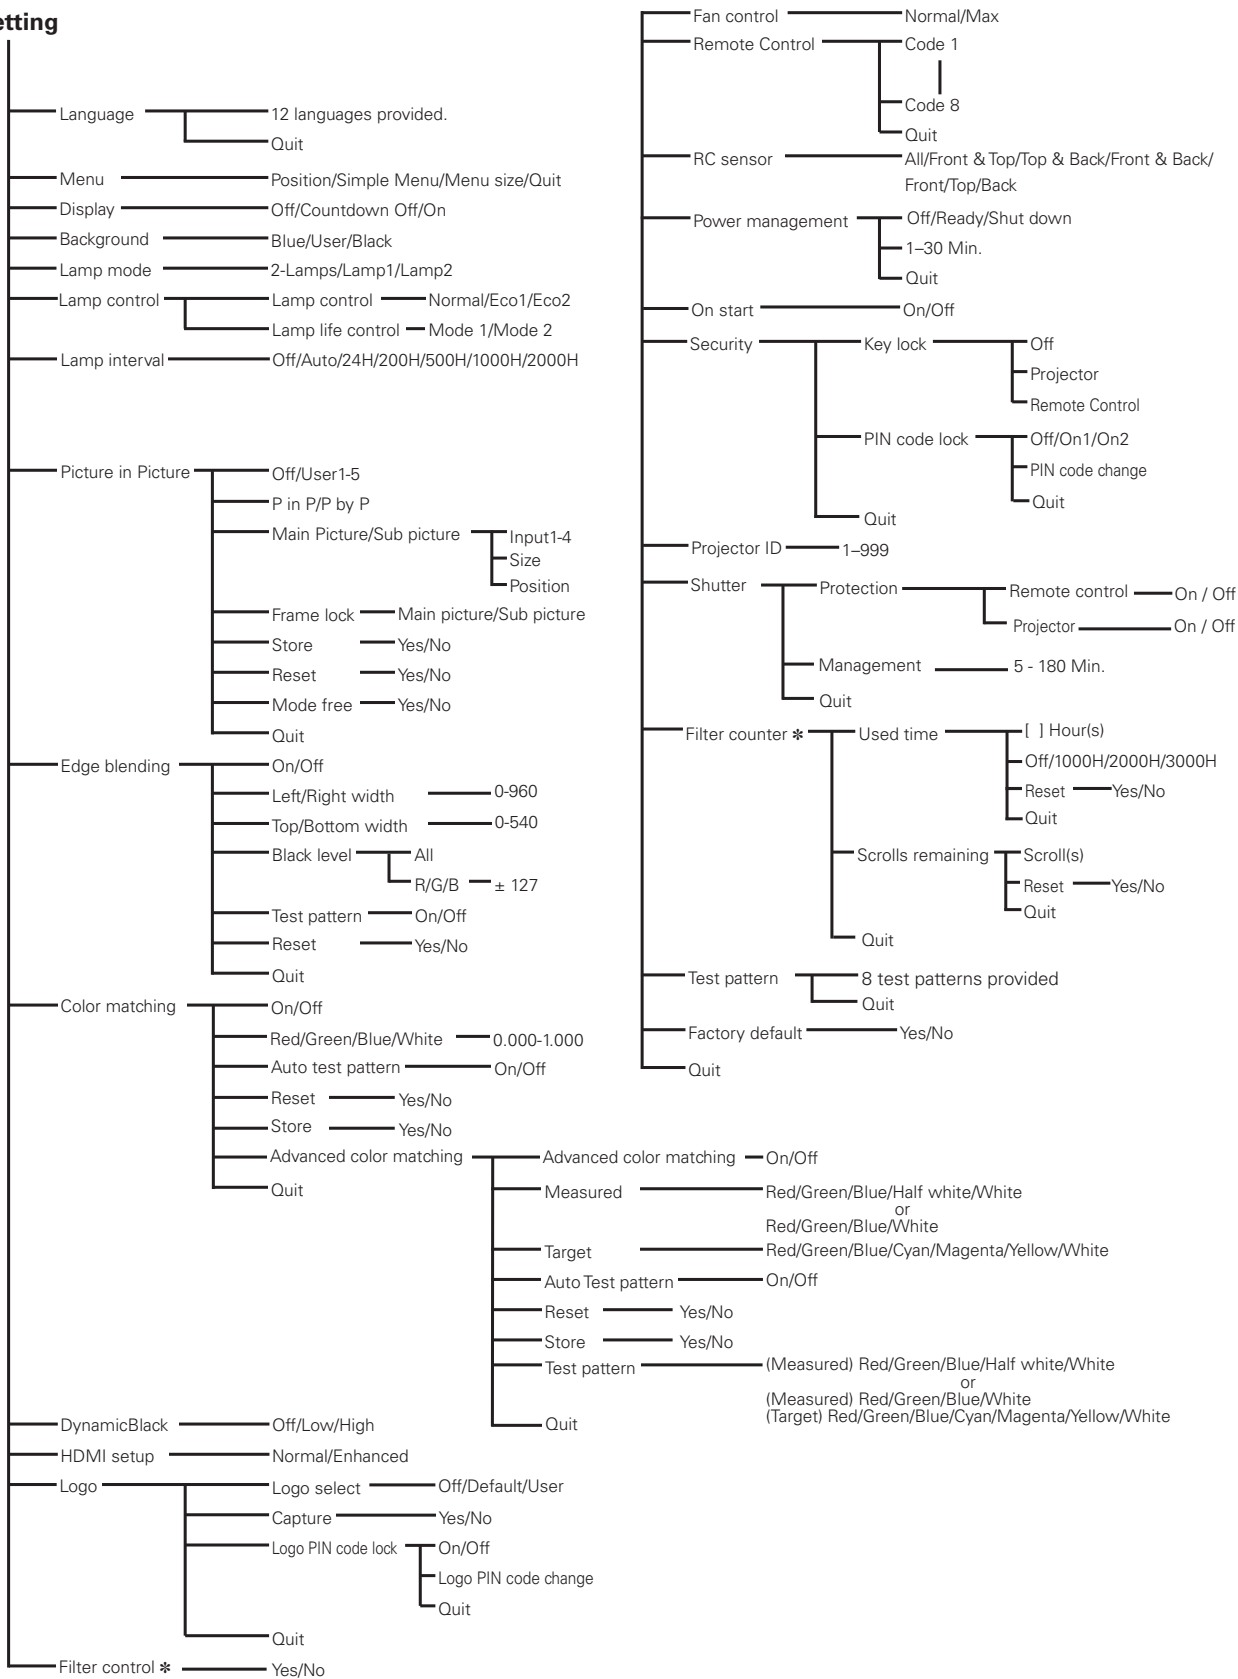 etting
Language
12 languages provided.
Quit
Menu
Position/Simple Menu/Menu size/Quit
Display
Off/Countdown Off/On
Background
Blue/User/Black
Lamp mode
2-Lamps/Lamp1/Lamp2
Lamp control
Lamp control
Normal/Eco1/Eco2
Lamp life control
Mode 1/Mode 2
Lamp interval
Off/Auto/24H/200H/500H/1000H/2000H
Picture in Picture
Off/User1-5
P in P/P by P
Main Picture/Sub picture
Input1-4
Size
Position
Frame lock
Main picture/Sub picture
Store
Yes/No
Reset
Yes/No
Mode free
Yes/No
Quit
Edge blending
On/Off
Left/Right width
0-960
Top/Bottom width
0-540
Black level
All
R/G/B
± 127
Test pattern
On/Off
Reset
Yes/No
Quit
Color matching
On/Off
Red/Green/Blue/White
0.000-1.000
Auto test pattern
On/Off
Reset
Yes/No
Store
Yes/No
Advanced color matching
Advanced color matching
On/Off
Measured
Red/Green/Blue/Half white/White
or
Red/Green/Blue/White
Target
Red/Green/Blue/Cyan/Magenta/Yellow/White
Auto Test pattern
On/Off
Reset
Yes/No
Store
Yes/No
Test pattern
(Measured) Red/Green/Blue/Half white/White
or
(Measured) Red/Green/Blue/White
(Target) Red/Green/Blue/Cyan/Magenta/Yellow/White
Quit
Quit
DynamicBlack
Off/Low/High
HDMI setup
Normal/Enhanced
Logo
Logo select
Off/Default/User
Capture
Yes/No
Logo PIN code lock
On/Off
Logo PIN code change
Quit
Quit
Filter control ✻
Yes/No
Fan control
Normal/Max
Remote Control
Code 1
Code 8
Quit
RC sensor
All/Front & Top/Top & Back/Front & Back/
Front/Top/Back
Power management
Off/Ready/Shut down
1–30 Min.
Quit
On start
On/Off
Security
Key lock
Off
Projector
Remote Control
PIN code lock
Off/On1/On2
PIN code change
Quit
Quit
Projector ID
1–999
Shutter
Protection
Remote control
On / Off
Projector
On / Off
Management
5 - 180 Min.
Quit
Filter counter ✻
Used time
[ ] Hour(s)
Off/1000H/2000H/3000H
Reset
Yes/No
Quit
Scrolls remaining
Scroll(s)
Reset
Yes/No
Quit
Quit
Test pattern
8 test patterns provided
Quit
Factory default
Yes/No
Quit